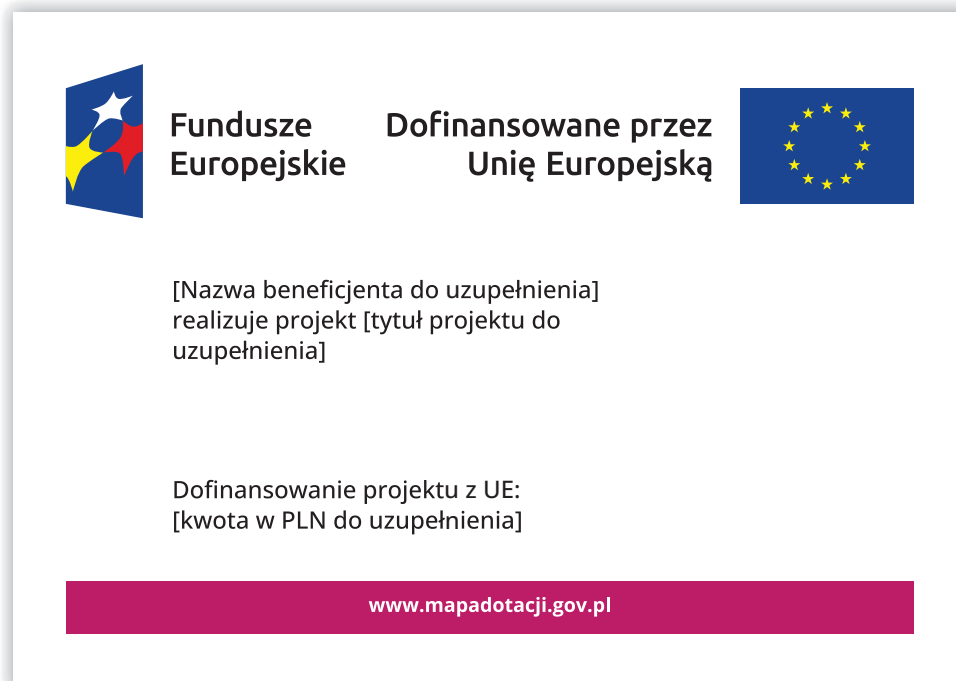 Fundusze
Europejskie
Dofinansowane przez
Unię Europejską
[Nazwa beneficjenta do uzupełnienia]
realizuje projekt [tytuł projektu do
uzupełnienia]
Dofinansowanie projektu z UE:
[kwota w PLN do uzupełnienia]
www.mapadotacji.gov.pl